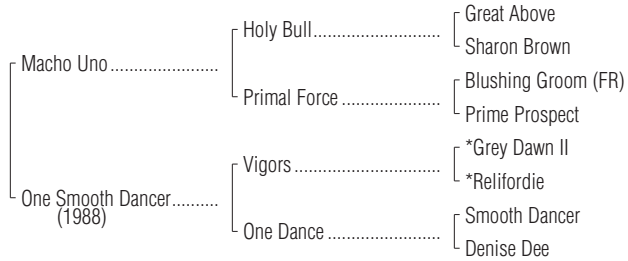 Great Above
Holy Bull
Sharon Brown
Macho Uno
Blushing Groom (FR)
Primal Force
Prime Prospect
*Grey Dawn II
Vigors
*Relifordie
One Smooth Dancer
(1988)
Smooth Dancer
One Dance
Denise Dee